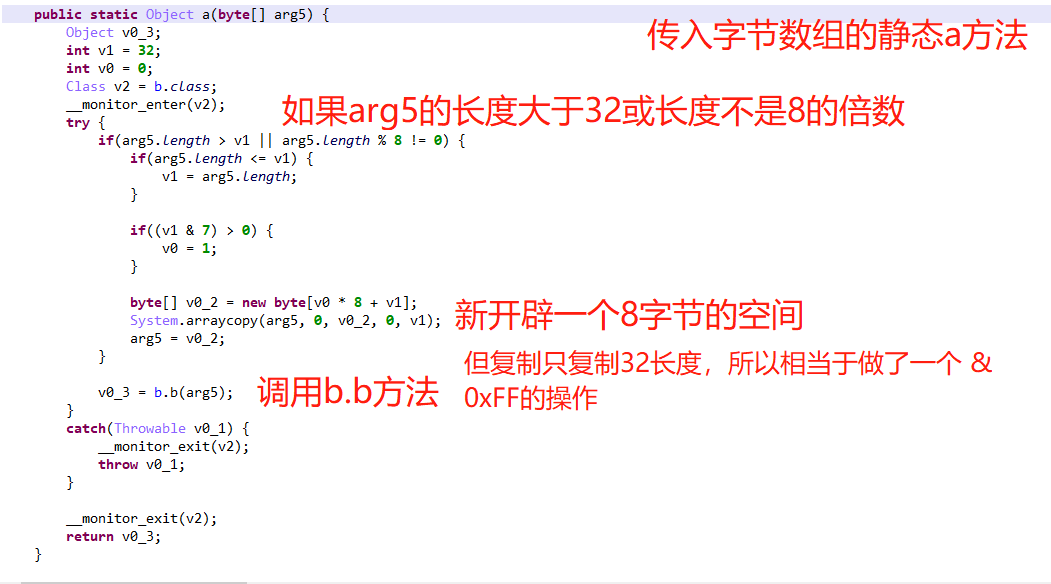 public static Object a(byte[] arg5) {
传入字节数组的静态a方法
Object v0_3;
int v1 = 32;
int v0 = 0;
Class v2 = b.class;
__monitor_enter(v2);
如果arg5的长度大于32或长度不是8的倍数
try {
if(arg5.length > v1 || arg5.length % 8 != 0) {
if(arg5.length <= v1) {
v1 = arg5.length;
}
if((v1 & 7) > 0) {
v0 = 1;
}
byte[] v0_2 = new byte[v0 * 8 + v1];
System.arraycopy(arg5, 0, v0_2, 0, v1);
新开辟一个8字节的空间
arg5 = v0_2;
}
但复制只复制32长度，所以相当于做了一个 &
0xFF的操作
v0_3 = b.b(arg5);
调用b.b方法
}
catch(Throwable v0_1) {
__monitor_exit(v2);
throw v0_1;
}
__monitor_exit(v2);
return v0_3;
}